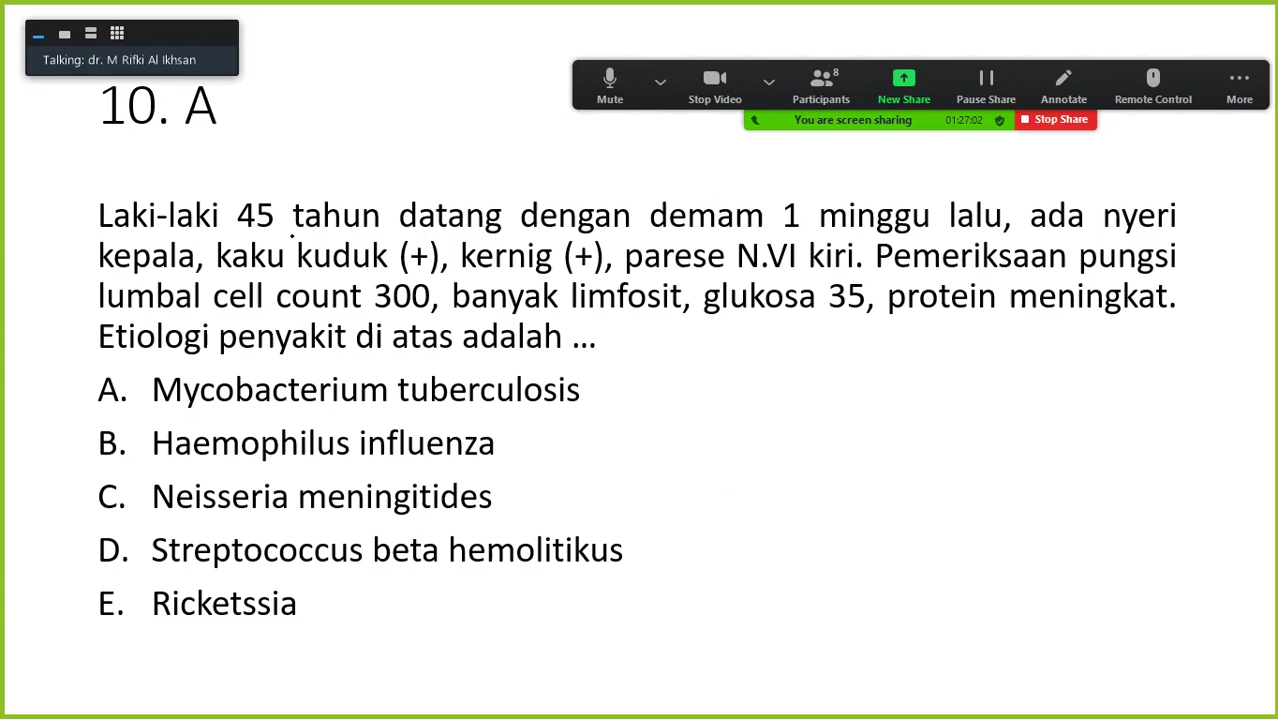 Talking: dr. M Rifki Al Ikhsan
8
Mute Stop Video Participants New Share Pause Share Annotate Remote Control More
You are screen sharing 01:27:02 Stop Share
10. A
Laki-laki 45 tahun datang dengan demam 1 minggu lalu, ada nyeri
kepala, kaku kuduk (+), kernig (+), parese N.VI kiri. Pemeriksaan pungsi
lumbal cell count 300, banyak limfosit, glukosa 35, protein meningkat.
Etiologi penyakit di atas adalah ...
A. Mycobacterium tuberculosis
B. Haemophilus influenza
C. Neisseria meningitides
D. Streptococcus beta hemolitikus
E. Ricketssia